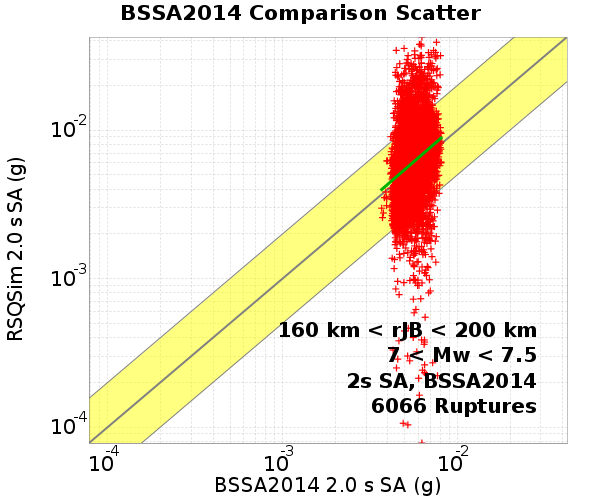 BSSA2014 Comparison Scatter
RSQSim 2.0 s SA (g)
10-2
10-3
10-4
160 km < rJB < 200 km
7 < Mw < 7.5
2s SA, BSSA2014
6066 Ruptures
10-4
10-3
10-2
BSSA2014 2.0 s SA (g)